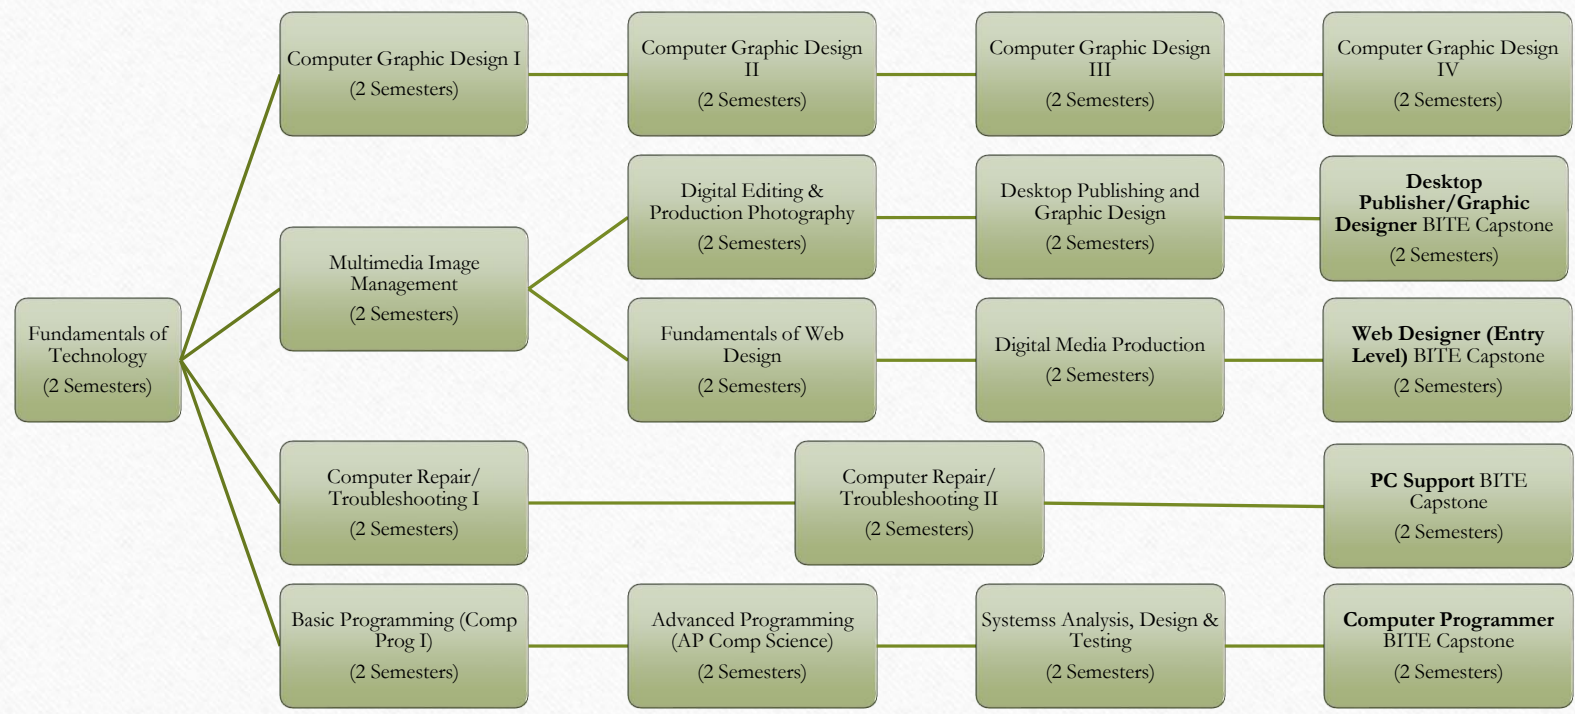 Fundamentals of
Technology
(2 Semesters)
Computer Graphic Design I
(2 Semesters)
Computer Graphic Design
II
(2 Semesters)
Computer Graphic Design
III
(2 Semesters)
Computer Graphic Design
IV
(2 Semesters)
Multimedia Image
Management
(2 Semesters)
Digital Editing &
Production Photography
(2 Semesters)
Desktop Publishing and
Graphic Design
(2 Semesters)
Desktop
Publisher/Graphic
Designer BITE Capstone
(2 Semesters)
Fundamentals of Web
Design
(2 Semesters)
Digital Media Production
(2 Semesters)
Web Designer (Entry
Level) BITE Capstone
(2 Semesters)
Computer Repair/
Troubleshooting I
(2 Semesters)
Computer Repair/
Troubleshooting II
(2 Semesters)
PC Support BITE
Capstone
(2 Semesters)
Basic Programming (Comp
Prog I)
(2 Semesters)
Advanced Programming
(AP Comp Science)
(2 Semesters)
Systemss Analysis, Design &
Testing
(2 Semesters)
Computer Programmer
BITE Capstone
(2 Semesters)